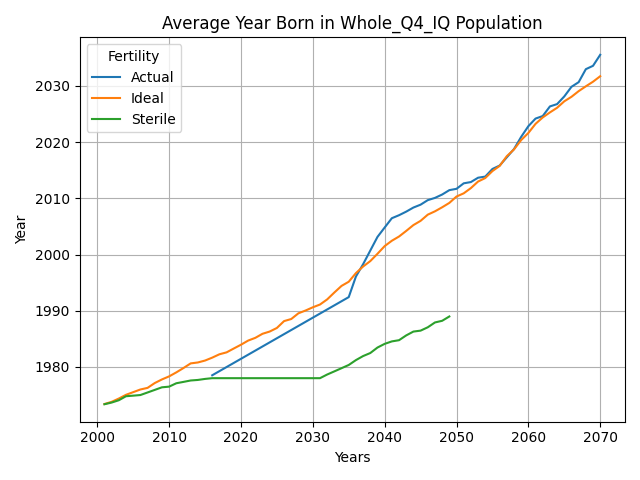 Average Year Born in Whole_Q4_IQ Population
Fertility
Actual
Ideal
Sterile
Year
2030
2020
2010
2000
1990
1980
2000 2010 2020 2030 2040 2050 2060 2070
Years